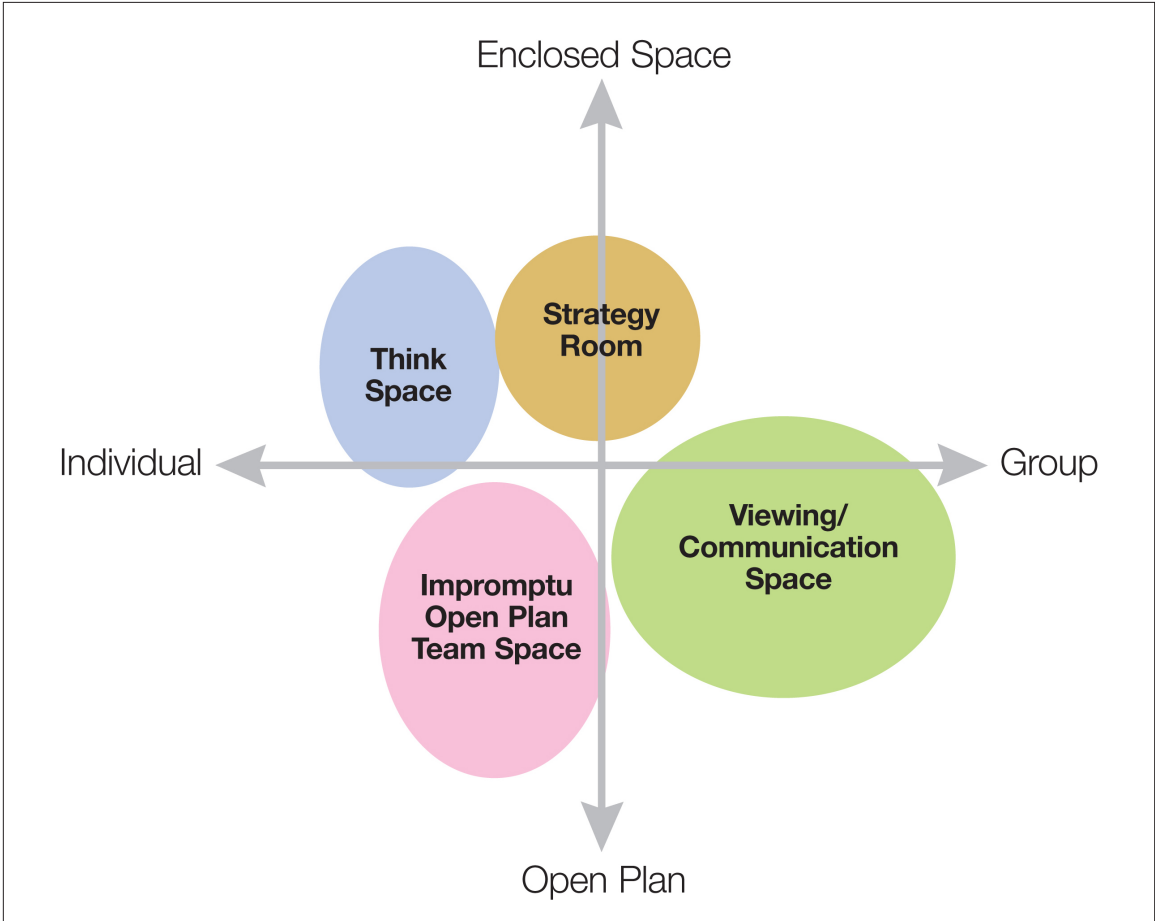 Enclosed Space
Strategy
Room
Think
Space
Individual
Group
Viewing/
Communication
Space
Impromptu
Open Plan
Team Space
Open Plan